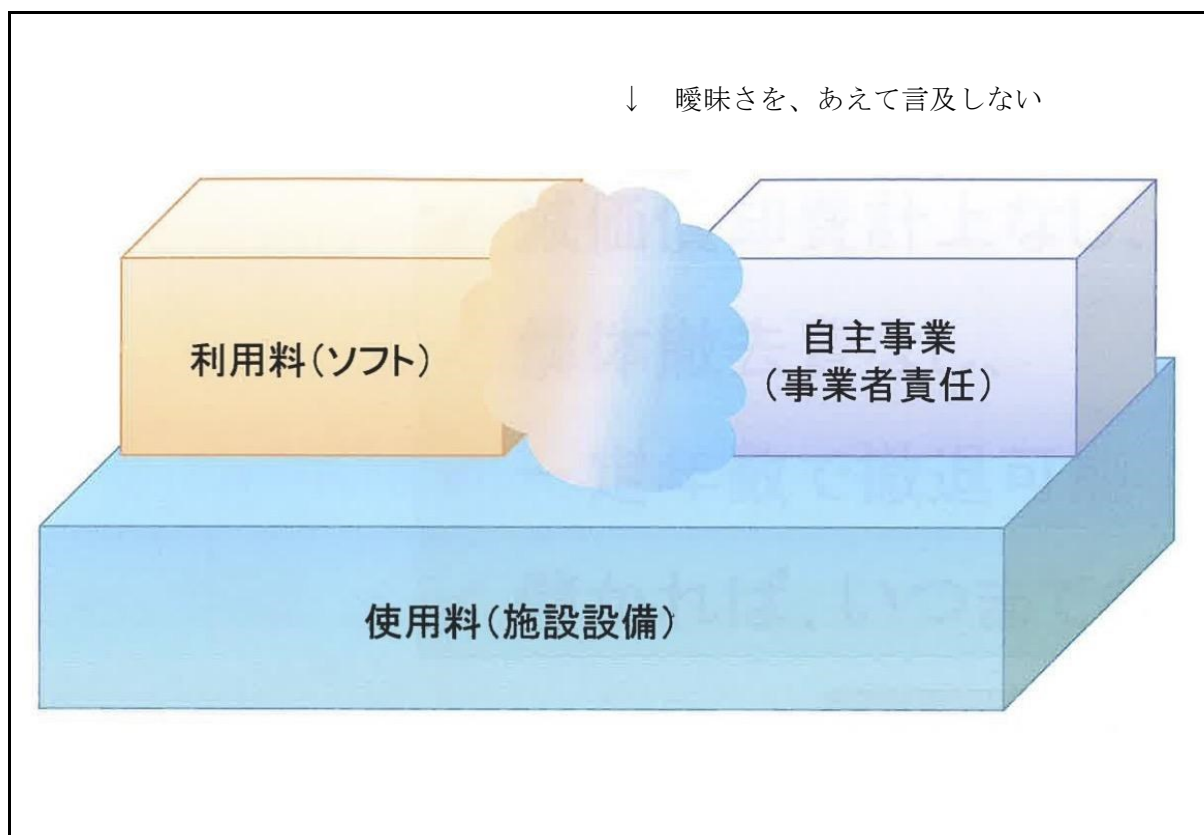 ↓ 曖昧さを、あえて言及しない
利用料(ソフト)
自主事業
(事業者責任)
使用料(施設設備)